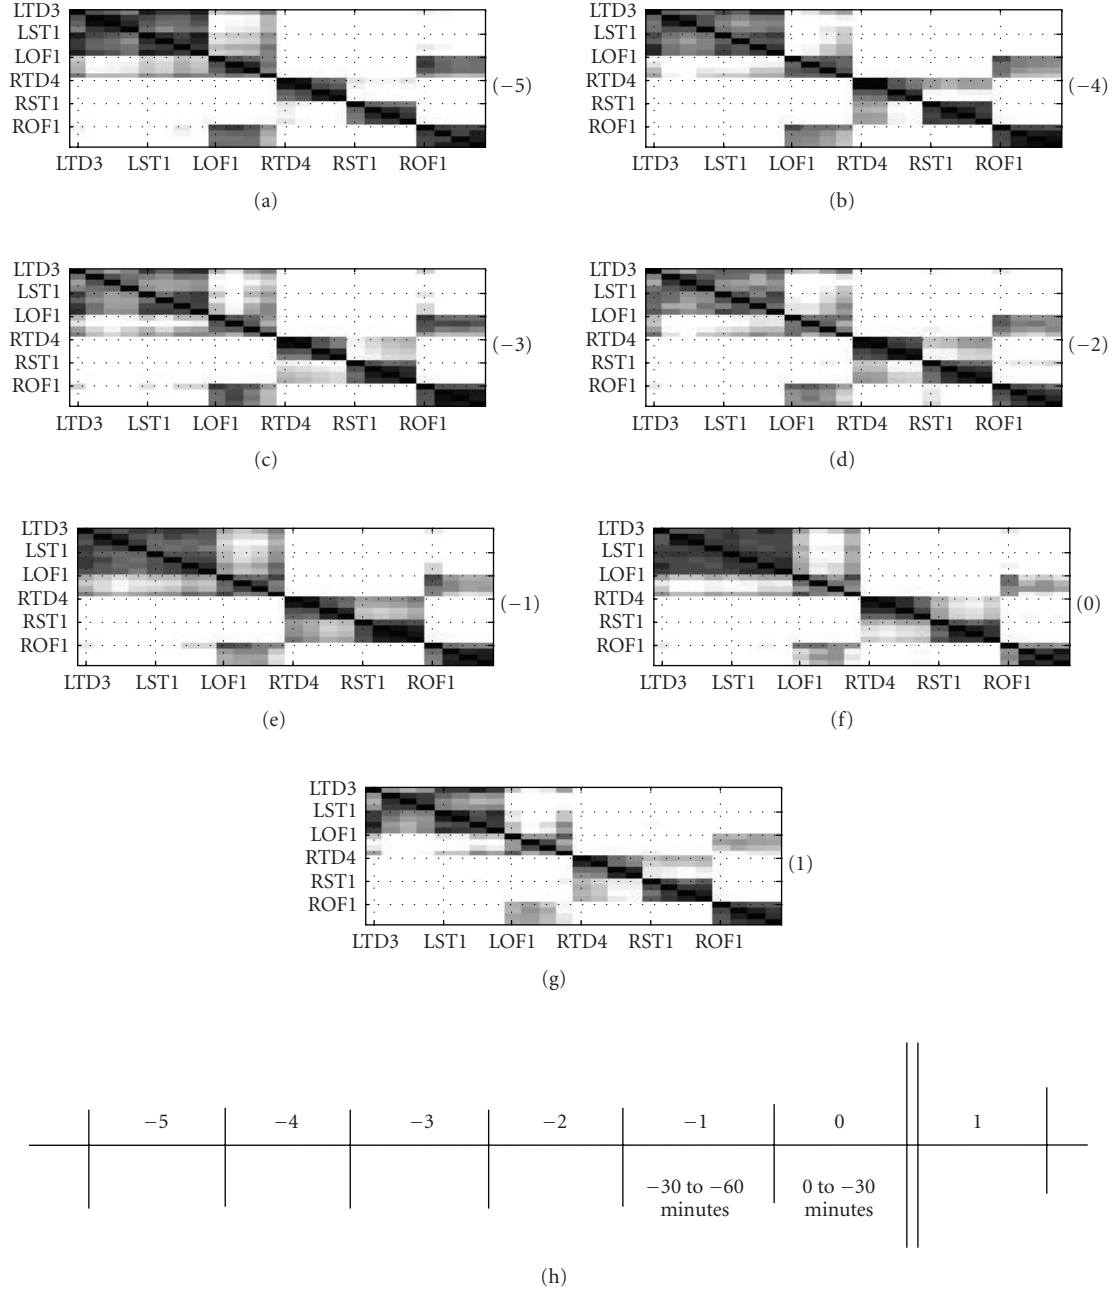 LTD3
LST1
LOF1
RTD4
RST1
ROF1
LTD3 LST1 LOF1 RTD4 RST1 ROF1
(−5)
(a)
LTD3
LST1
LOF1
RTD4
RST1
ROF1
LTD3 LST1 LOF1 RTD4 RST1 ROF1
(−4)
(b)
LTD3
LST1
LOF1
RTD4
RST1
ROF1
LTD3 LST1 LOF1 RTD4 RST1 ROF1
(−3)
(c)
LTD3
LST1
LOF1
RTD4
RST1
ROF1
LTD3 LST1 LOF1 RTD4 RST1 ROF1
(−2)
(d)
LTD3
LST1
LOF1
RTD4
RST1
ROF1
LTD3 LST1 LOF1 RTD4 RST1 ROF1
(−1)
(e)
LTD3
LST1
LOF1
RTD4
RST1
ROF1
LTD3 LST1 LOF1 RTD4 RST1 ROF1
(0)
(f)
LTD3
LST1
LOF1
RTD4
RST1
ROF1
LTD3 LST1 LOF1 RTD4 RST1 ROF1
(1)
(g)
−5 −4 −3 −2 −1 0 1
−30 to −60
minutes
0 to −30
minutes
(h)